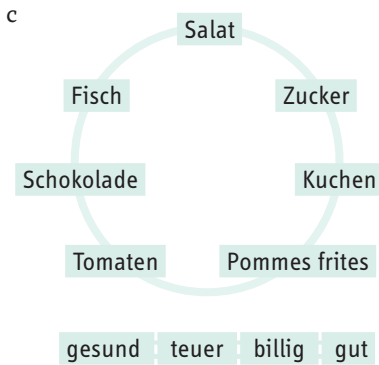 c
Salat
Fisch Zucker
Schokolade Kuchen
Tomaten Pommes frites
gesund teuer billig gut